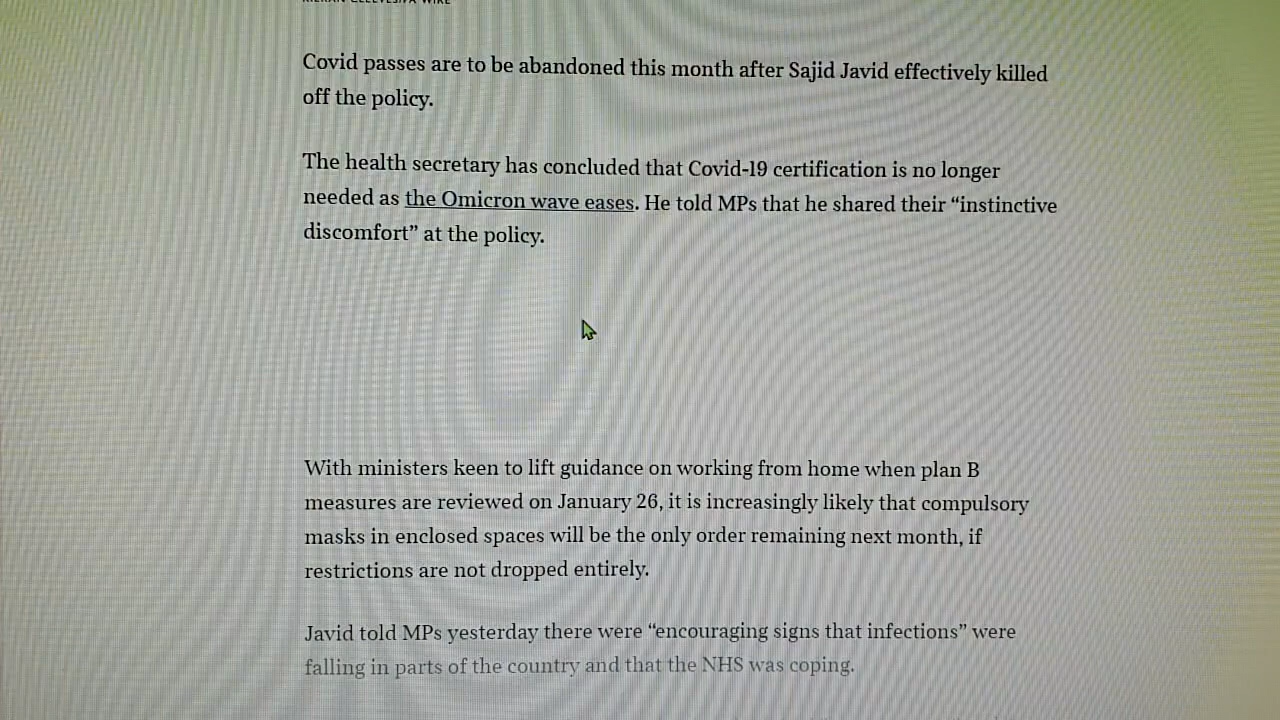 Covid passes are to be abandoned this month after Sajid Javid effectively killed
off the policy.
The health secretary has concluded that Covid-19 certification is no longer
needed as the Omicron wave eases. He told MPs that he shared their “instinctive
discomfort” at the policy.
With ministers keen to lift guidance on working from home when plan B
measures are reviewed on January 26, it is increasingly likely that compulsory
masks in enclosed spaces will be the only order remaining next month, if
restrictions are not dropped entirely.
Javid told MPs yesterday there were “encouraging signs that infections” were
falling in parts of the country and that the NHS was coping.